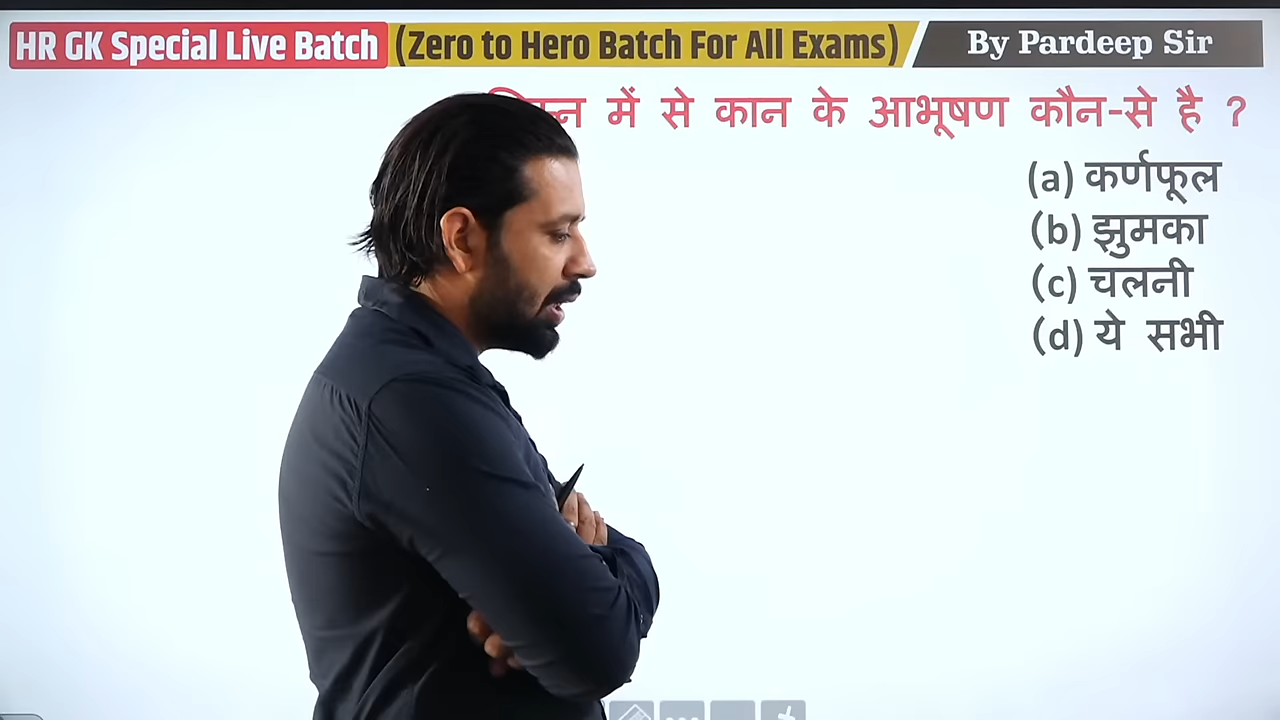 HR GK Special Live Batch (Zero to Hero Batch For All Exams) By Pardeep Sir
में से कान के आभूषण कौन-से है ?
(a) कर्णफूल
(b) झुमका
(c) चलनी
(d) ये सभी